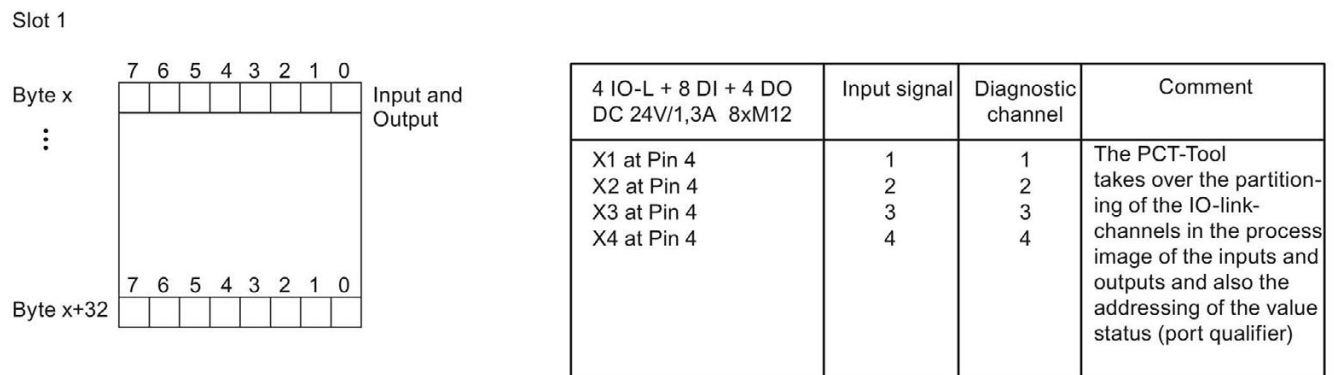 Slot 1
7 6 5 4 3 2 1 0
Byte x
Input and
Output
⋮
7 6 5 4 3 2 1 0
Byte x+32
4 IO-L + 8 DI + 4 DO
DC 24V/1,3A 8xM12
Input signal
Diagnostic
channel
Comment
X1 at Pin 4 1 1
X2 at Pin 4 2 2
X3 at Pin 4 3 3
X4 at Pin 4 4 4
The PCT-Tool
takes over the partition-
ing of the IO-link-
channels in the process
image of the inputs and
outputs and also the
addressing of the value
status (port qualifier)